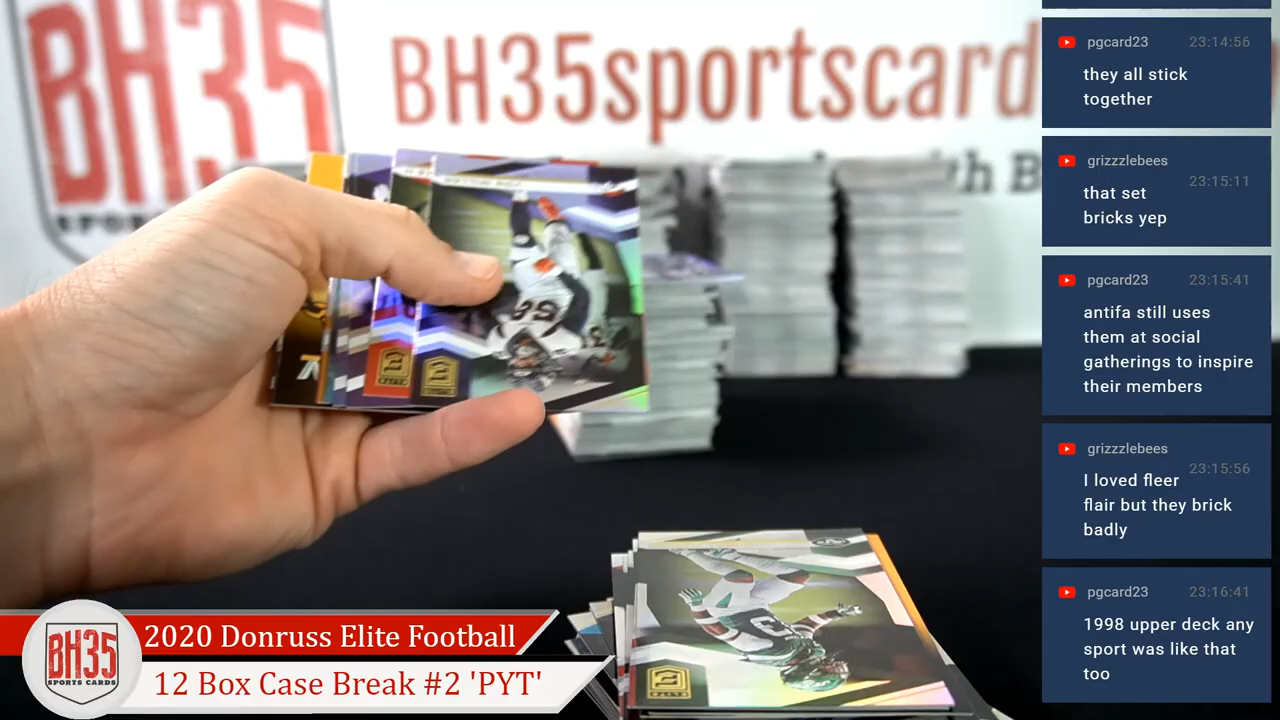 BH35
SPORTS
BH35sportscard
th B
pgcard23 23:14:56
they all stick
together
grizzzlebees
23:15:11
that set
bricks yep
pgcard23 23:15:41
antifa still uses
them at social
gatherings to inspire
their members
grizzzlebees
23:15:56
I loved fleer
flair but they brick
badly
pgcard23 23:16:41
1998 upper deck any
sport was like that
too
BH35
SPORTS CARDS
2020 Donruss Elite Football
12 Box Case Break #2 'PYT'